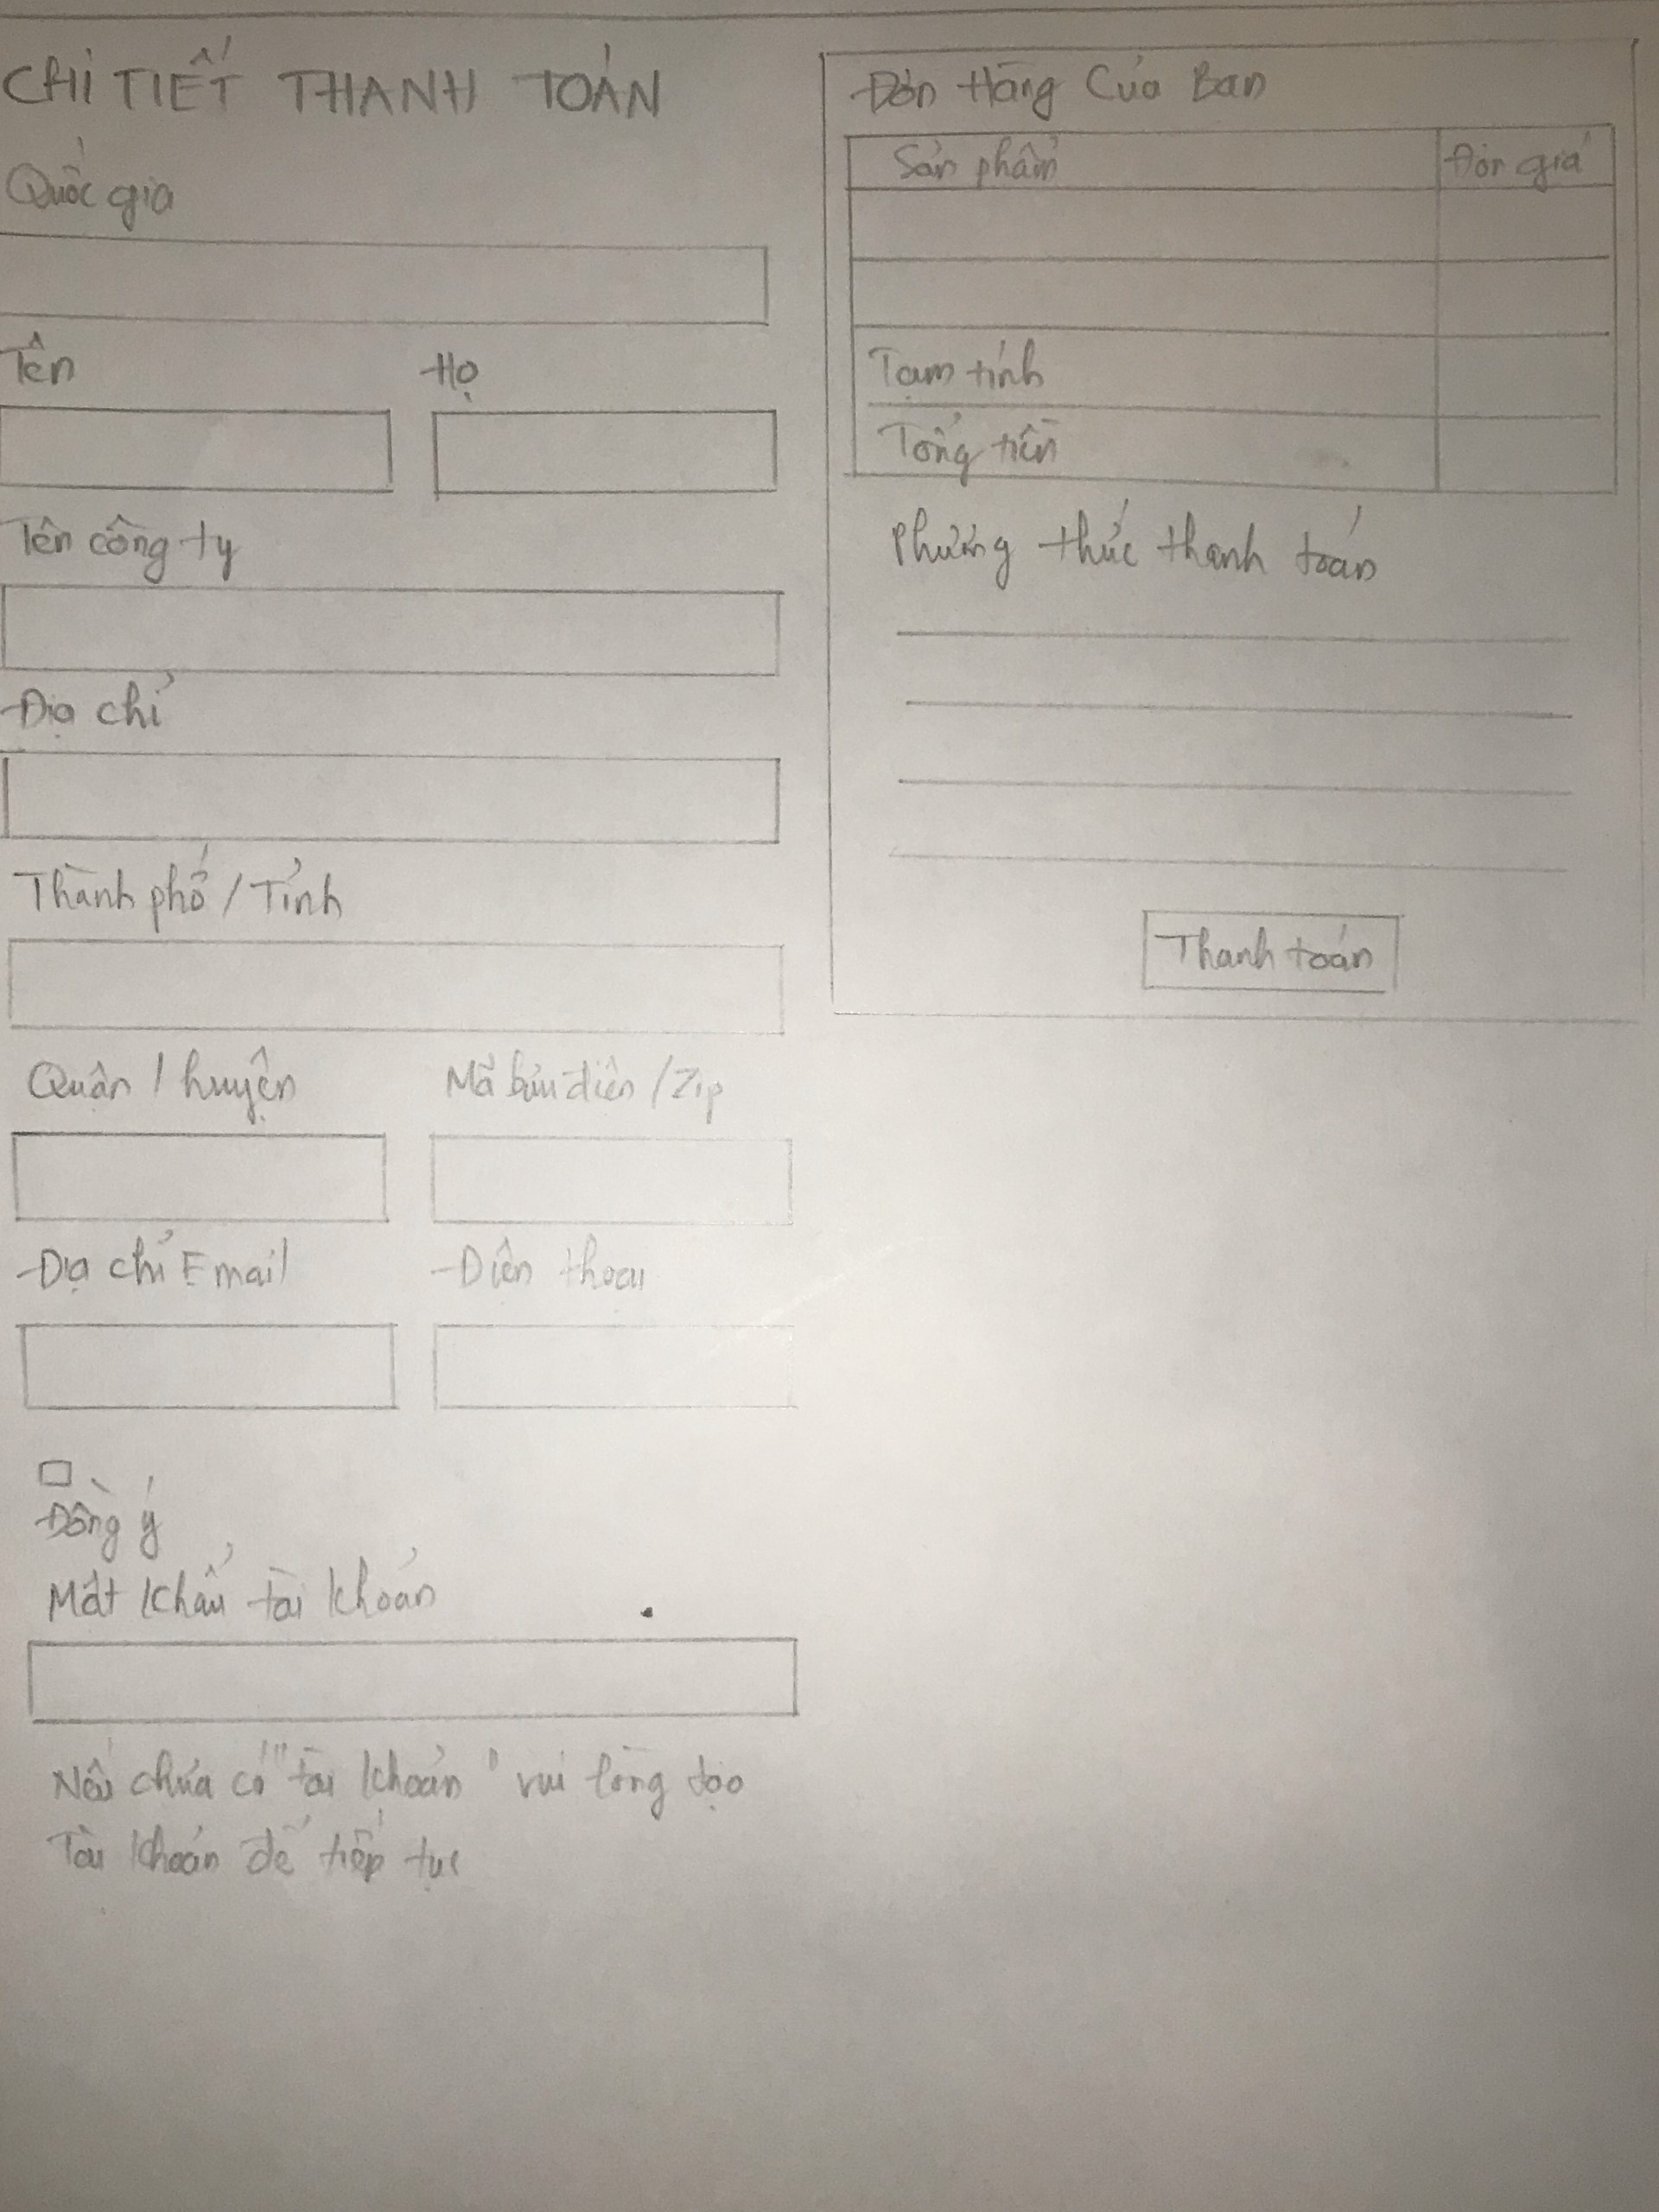 CHI TIẾT THANH TOÁN
Quốc gia
Tên
Họ
Tên công ty
Địa chỉ
Thành phố / Tỉnh
Quận / huyện
Mã bưu điện / Zip
Địa chỉ Email
Điện thoại
Đồng ý
Mật khẩu tài khoản
Nếu chưa có "tài khoản" vui lòng tạo
Tài khoản để tiếp tục
Đơn Hàng Của Bạn
Sản phẩm
Đơn giá
Tạm tính
Tổng tiền
Phương thức thanh toán
Thanh toán